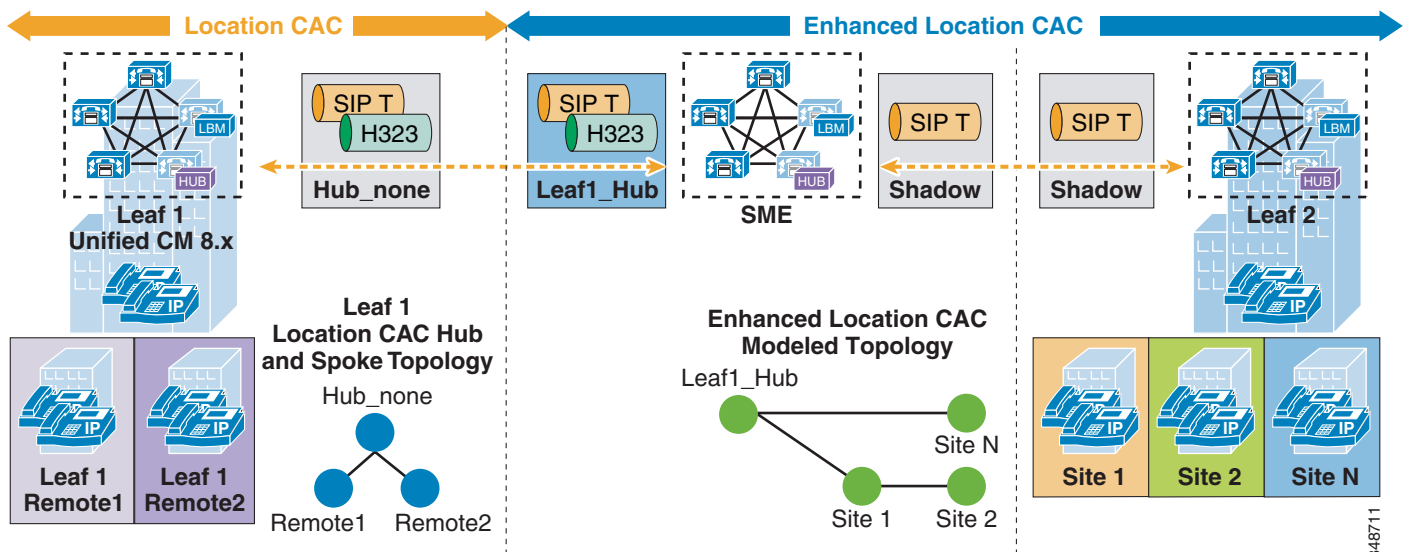 Location CAC
Enhanced Location CAC
LBM
HUB
Leaf 1
Unified CM 8.x
SIP T
H323
Hub_none
SIP T
H323
Leaf1_Hub
LBM
HUB
SME
SIP T
Shadow
SIP T
Shadow
LBM
HUB
Leaf 2
IP
IP
Leaf 1
Remote1
IP
Leaf 1
Remote2
Leaf 1
Location CAC Hub
and Spoke Topology
Hub_none
Remote1
Remote2
Enhanced Location CAC
Modeled Topology
Leaf1_Hub
Site N
Site 1
Site 2
IP
IP
Site 1
IP
Site 2
IP
Site N
348711